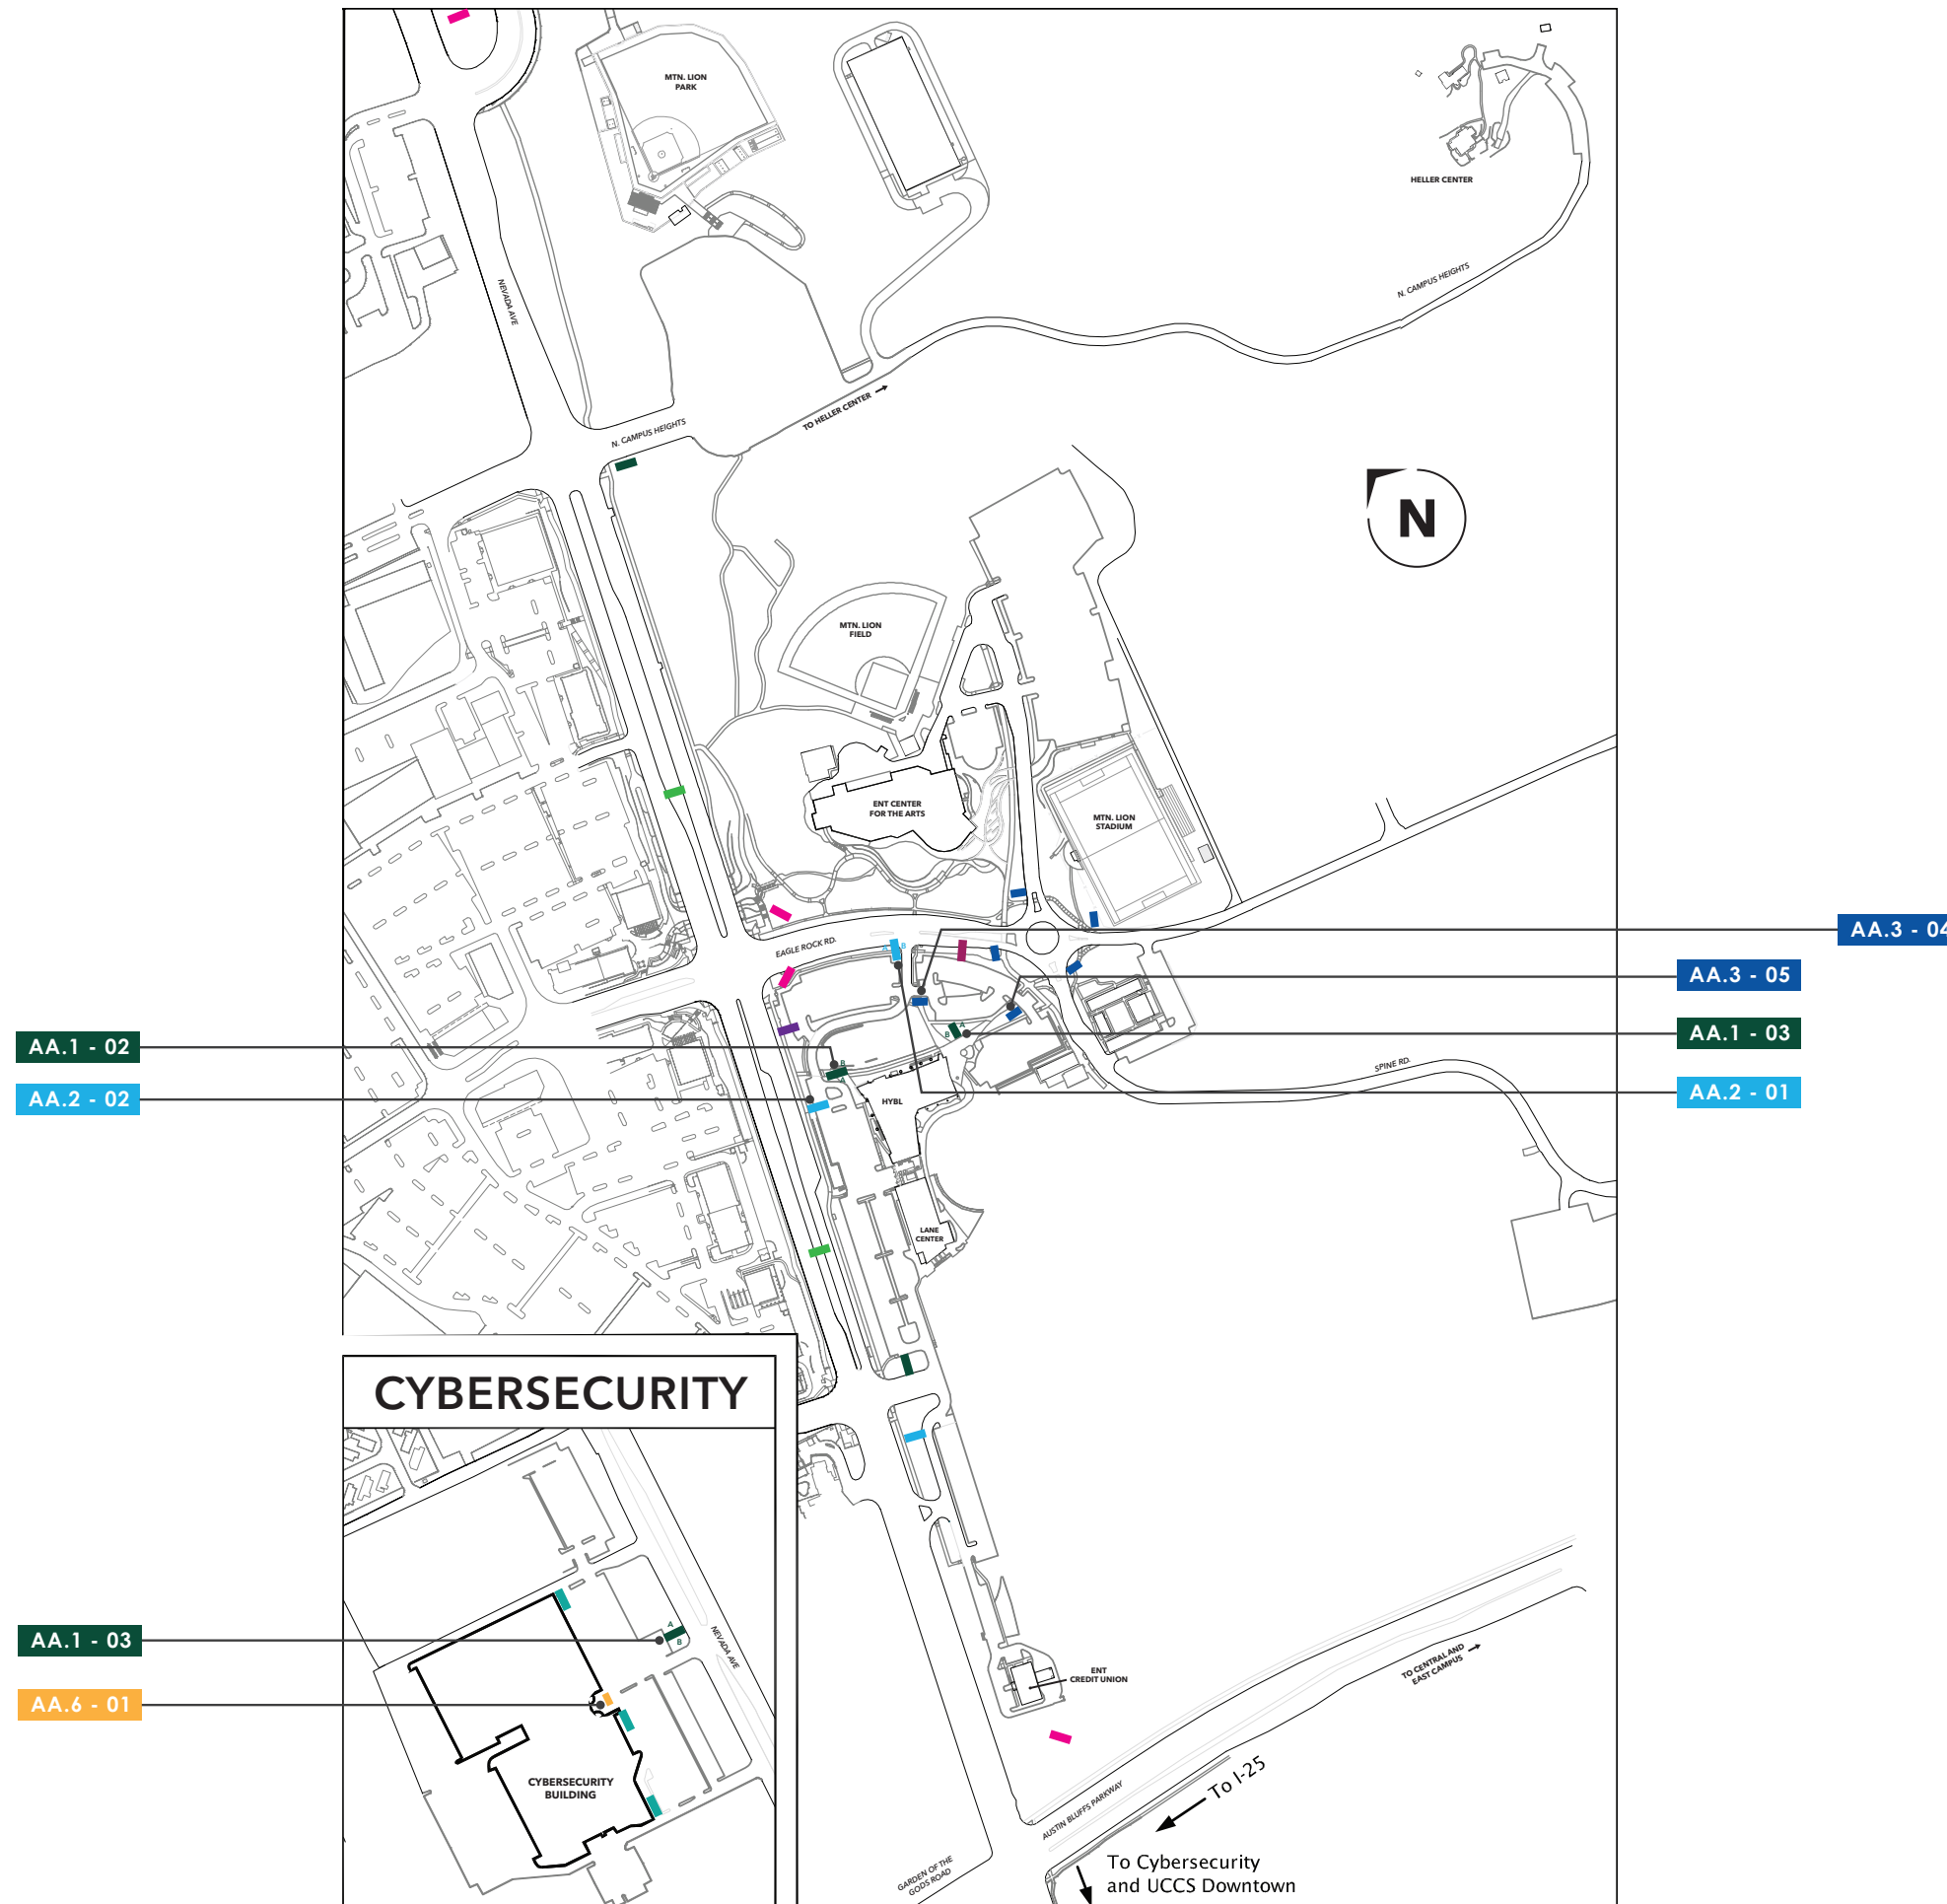 MTN. LION
PARK
HELLER CENTER
N. CAMPUS HEIGHTS
NEVADA AVE
TO HELLER CENTER
N. CAMPUS HEIGHTS
N
MTN. LION
FIELD
ENT CENTER
FOR THE ARTS
MTN. LION
STADIUM
EAGLE ROCK RD.
A B
AA.3 - 04
AA.3 - 05
AA.1 - 03
A
B
AA.1 - 02
B
A
AA.2 - 02
AA.2 - 01
SPINE RD.
HYBL
LANE
CENTER
CYBERSECURITY
AA.1 - 03
A
B
NEVADA AVE
AA.6 - 01
CYBERSECURITY
BUILDING
ENT
CREDIT UNION
TO CENTRAL AND
EAST CAMPUS
AUSTIN BLUFFS PARKWAY
To I-25
GARDEN OF THE
GODS ROAD
To Cybersecurity
and UCCS Downtown